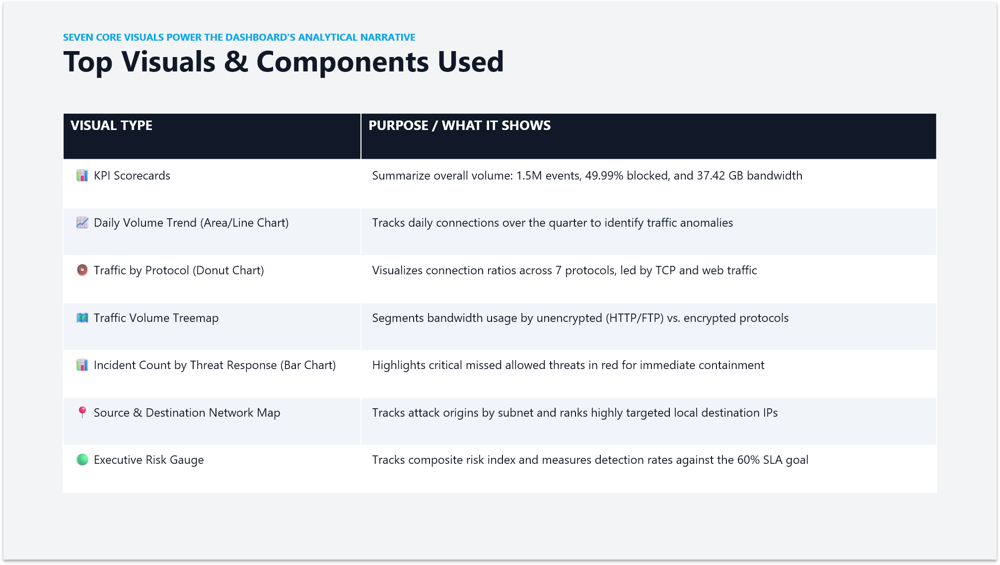 SEVEN CORE VISUALS POWER THE DASHBOARD'S ANALYTICAL NARRATIVE
Top Visuals & Components Used
VISUAL TYPE
PURPOSE / WHAT IT SHOWS
KPI Scorecards
Summarize overall volume: 1.5M events, 49.99% blocked, and 37.42 GB bandwidth
Daily Volume Trend (Area/Line Chart)
Tracks daily connections over the quarter to identify traffic anomalies
Traffic by Protocol (Donut Chart)
Visualizes connection ratios across 7 protocols, led by TCP and web traffic
Traffic Volume Treemap
Segments bandwidth usage by unencrypted (HTTP/FTP) vs. encrypted protocols
Incident Count by Threat Response (Bar Chart)
Highlights critical missed allowed threats in red for immediate containment
Source & Destination Network Map
Tracks attack origins by subnet and ranks highly targeted local destination IPs
Executive Risk Gauge
Tracks composite risk index and measures detection rates against the 60% SLA goal